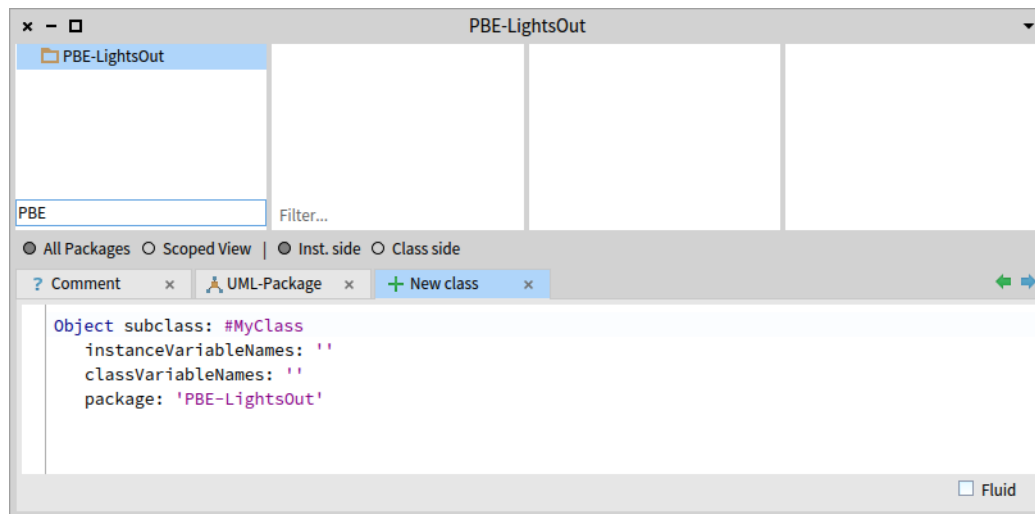 PBE-LightsOut
PBE-LightsOut
PBE
Filter...
All Packages Scoped View | Inst. side Class side
? Comment × UML-Package × + New class ×
Object subclass: #MyClass
instanceVariableNames: ''
classVariableNames: ''
package: 'PBE-LightsOut'
Fluid